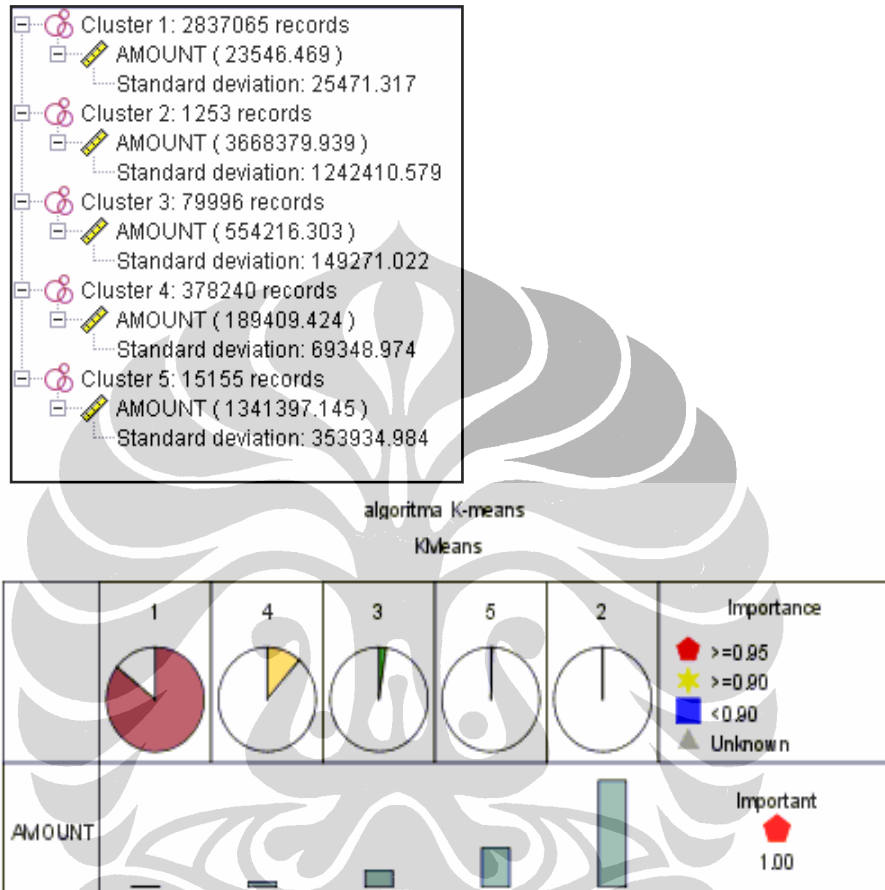 Cluster 1: 2837065 records
AMOUNT ( 23546.469 )
Standard deviation: 25471.317
Cluster 2: 1253 records
AMOUNT ( 3668379.939 )
Standard deviation: 1242410.579
Cluster 3: 79996 records
AMOUNT ( 554216.303 )
Standard deviation: 149271.022
Cluster 4: 378240 records
AMOUNT ( 189409.424 )
Standard deviation: 69348.974
Cluster 5: 15155 records
AMOUNT ( 1341397.145 )
Standard deviation: 353934.984
algoritma K-means
KMeans
1 4 3 5 2 Importance
>=0.95
>=0.90
<0.90
Unknown
AMOUNT Important
1.00